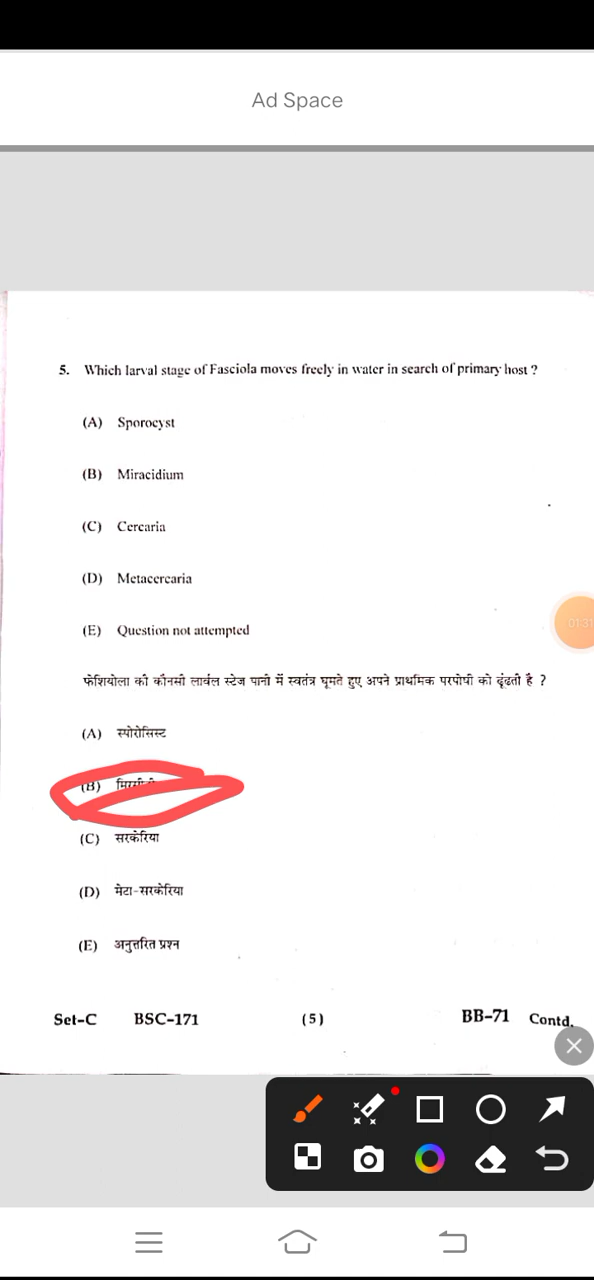 Ad Space
5. Which larval stage of Fasciola moves freely in water in search of primary host ?
(A) Sporocyst
(B) Miracidium
(C) Cercaria
(D) Metacercaria
(E) Question not attempted
01:31
फेशियोला की कौनसी लार्वल स्टेज पानी में स्वतंत्र घूमते हुए अपने प्राथमिक परपोषी को ढूंढती है ?
(A) स्पोरोसिस्ट
(B)
(C) सरकेरिया
(D) मेटा-सरकेरिया
(E) अनुत्तरित प्रश्न
Set-C BSC-171 (5) BB-71 Contd.